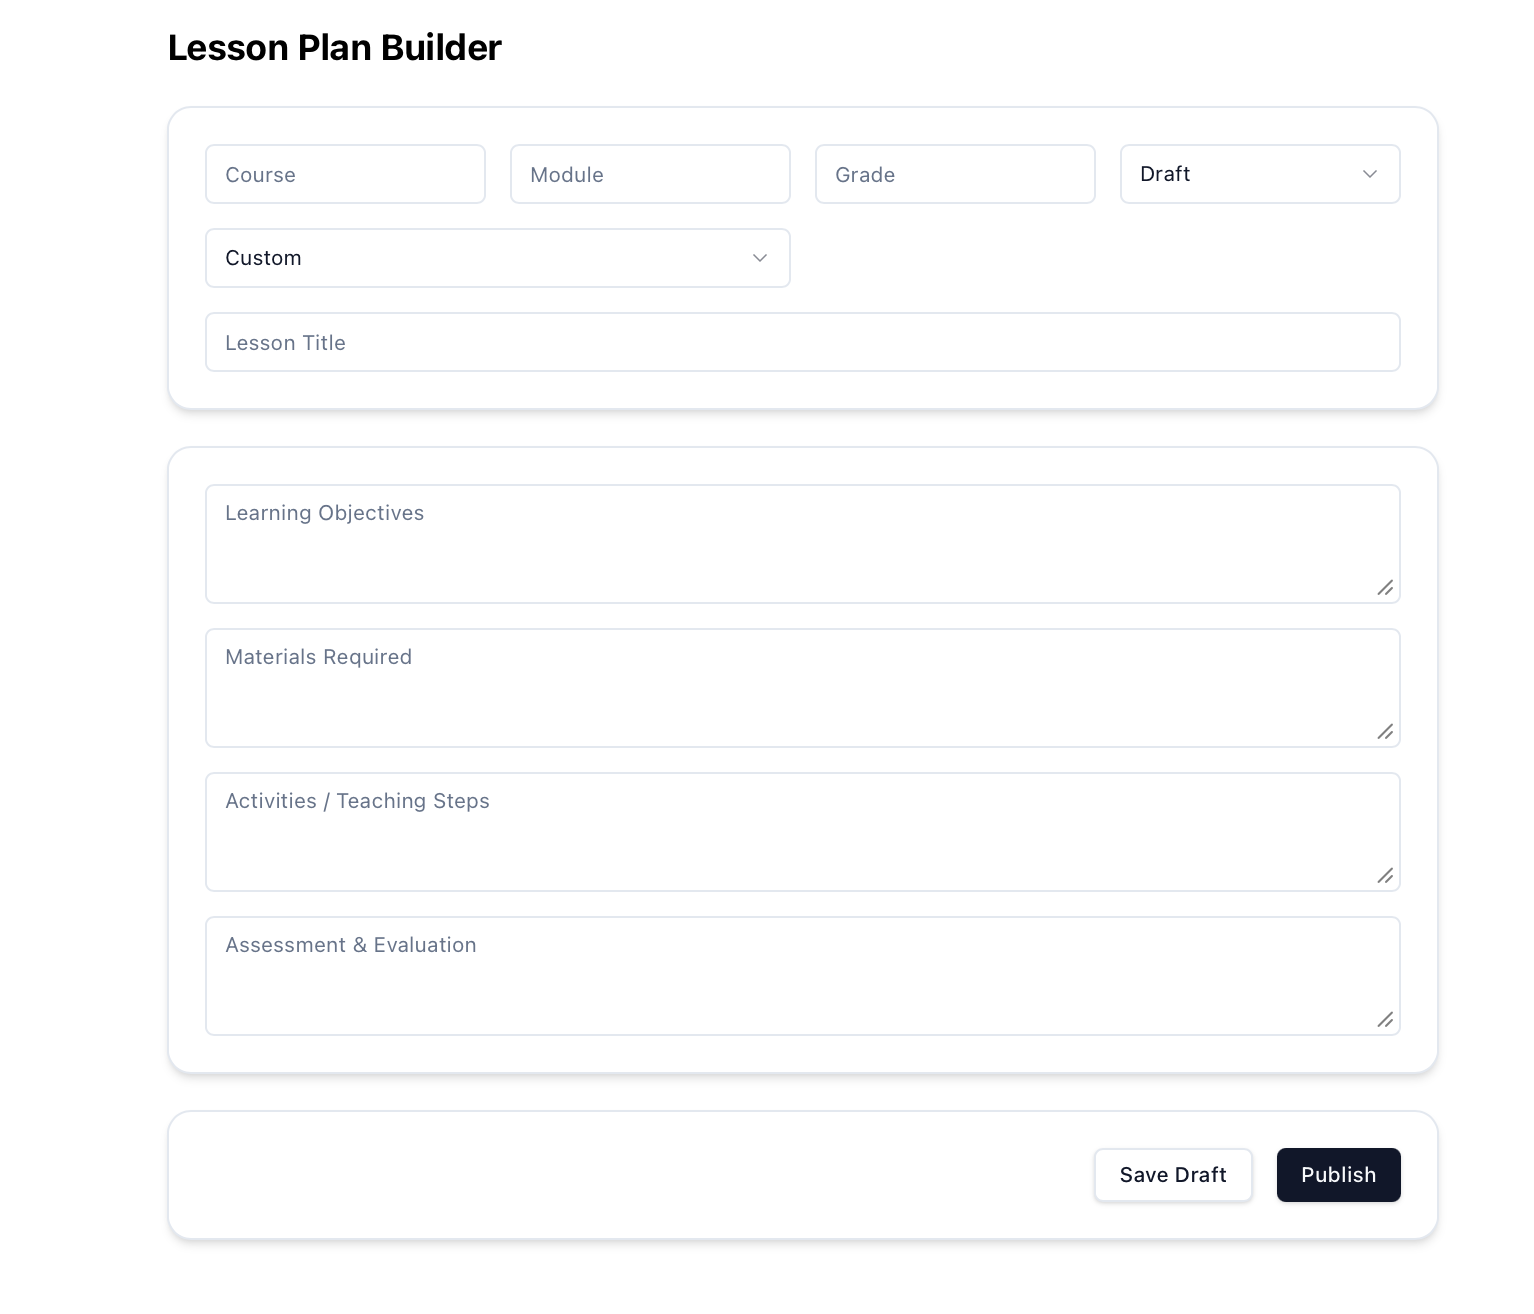 Lesson Plan Builder
Course
Module
Grade
Draft
Custom
Lesson Title
Learning Objectives
Materials Required
Activities / Teaching Steps
Assessment & Evaluation
Save Draft
Publish